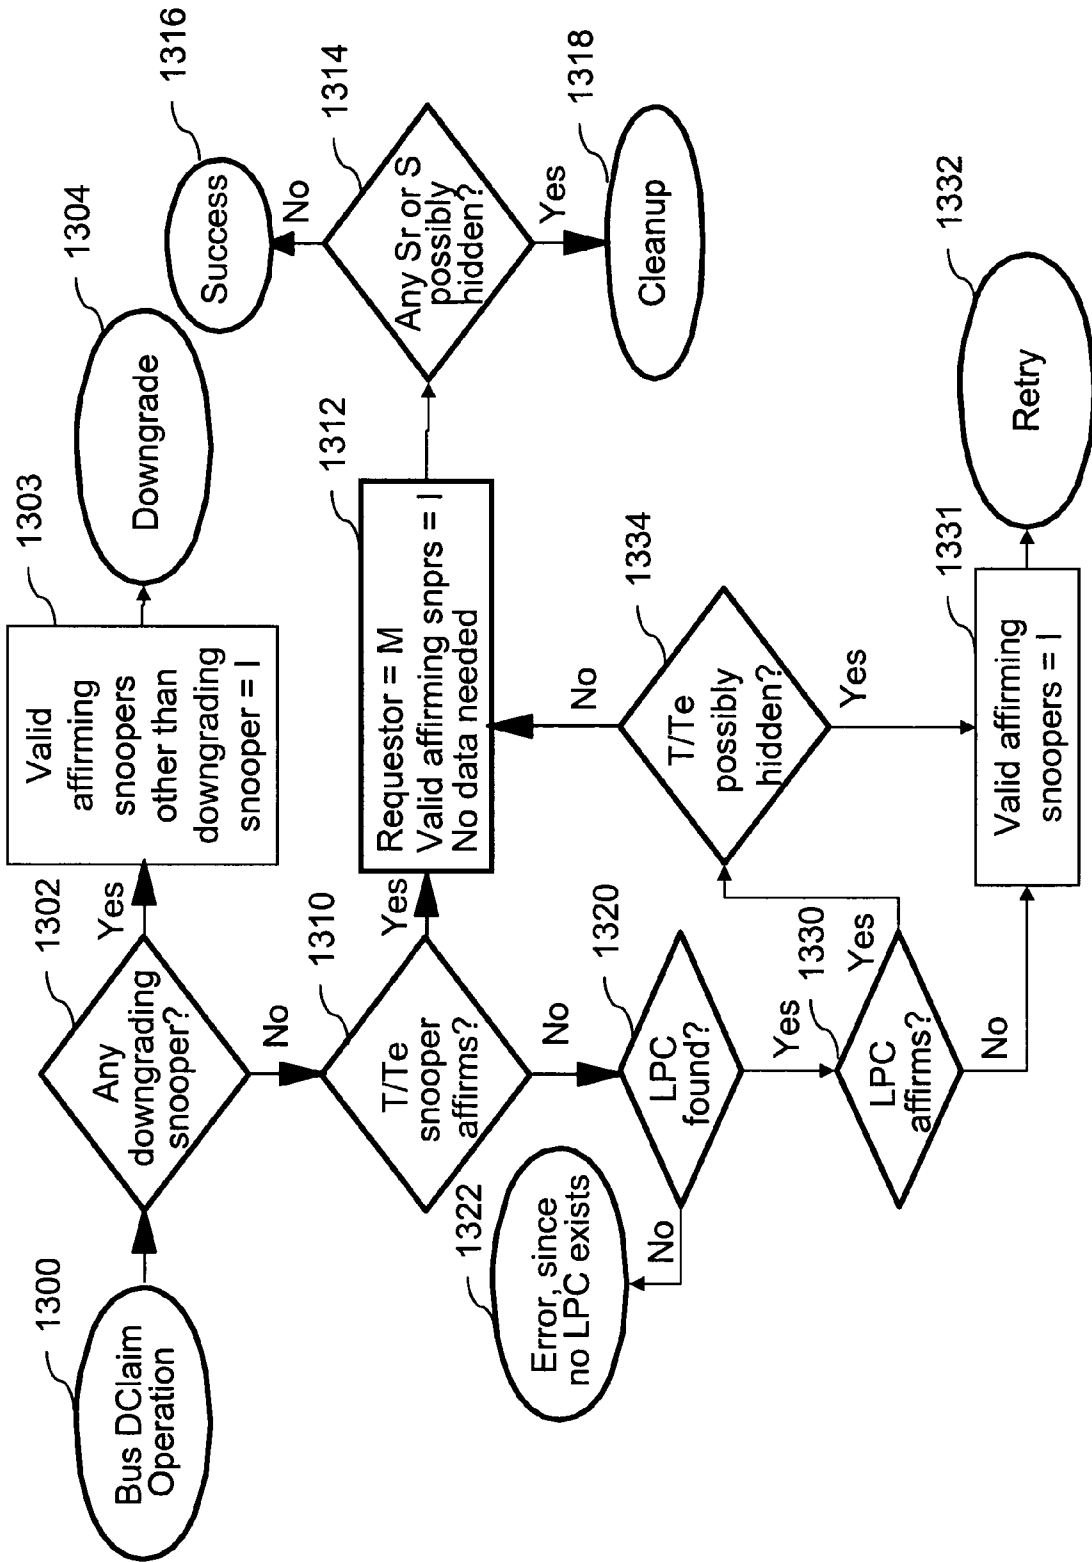 1300
Bus DClaim
Operation
1302
Any
downgrading
snooper?
Yes
1303
Valid
affirming
snoopers
other than
downgrading
snooper = I
1304
Downgrade
No
1310
T/Te
snooper
affirms?
Yes
1312
Requestor = M
Valid affirming snprs = I
No data needed
1314
Any Sr or S
possibly
hidden?
No
1316
Success
Yes
1318
Cleanup
No
1320
LPC
found?
No
1322
Error, since
no LPC exists
Yes
1330
LPC
affirms?
Yes
1334
T/Te
possibly
hidden?
No
Yes
No
1331
Valid affirming
snoopers = I
1332
Retry